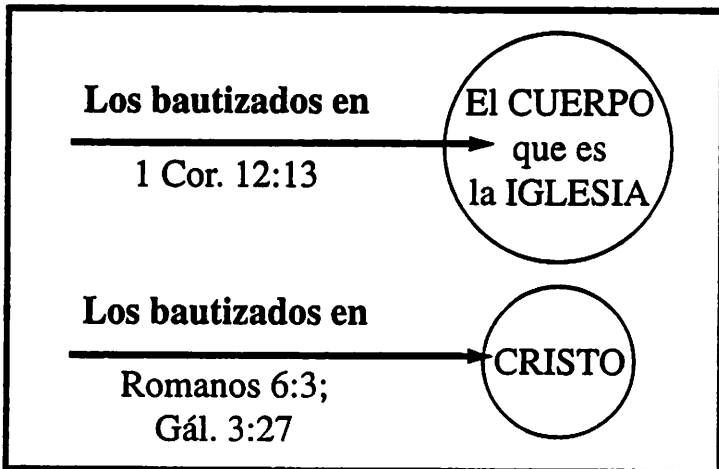 Los bautizados en
1 Cor. 12:13
El CUERPO
que es
la IGLESIA
Los bautizados en
Romanos 6:3;
Gál. 3:27
CRISTO